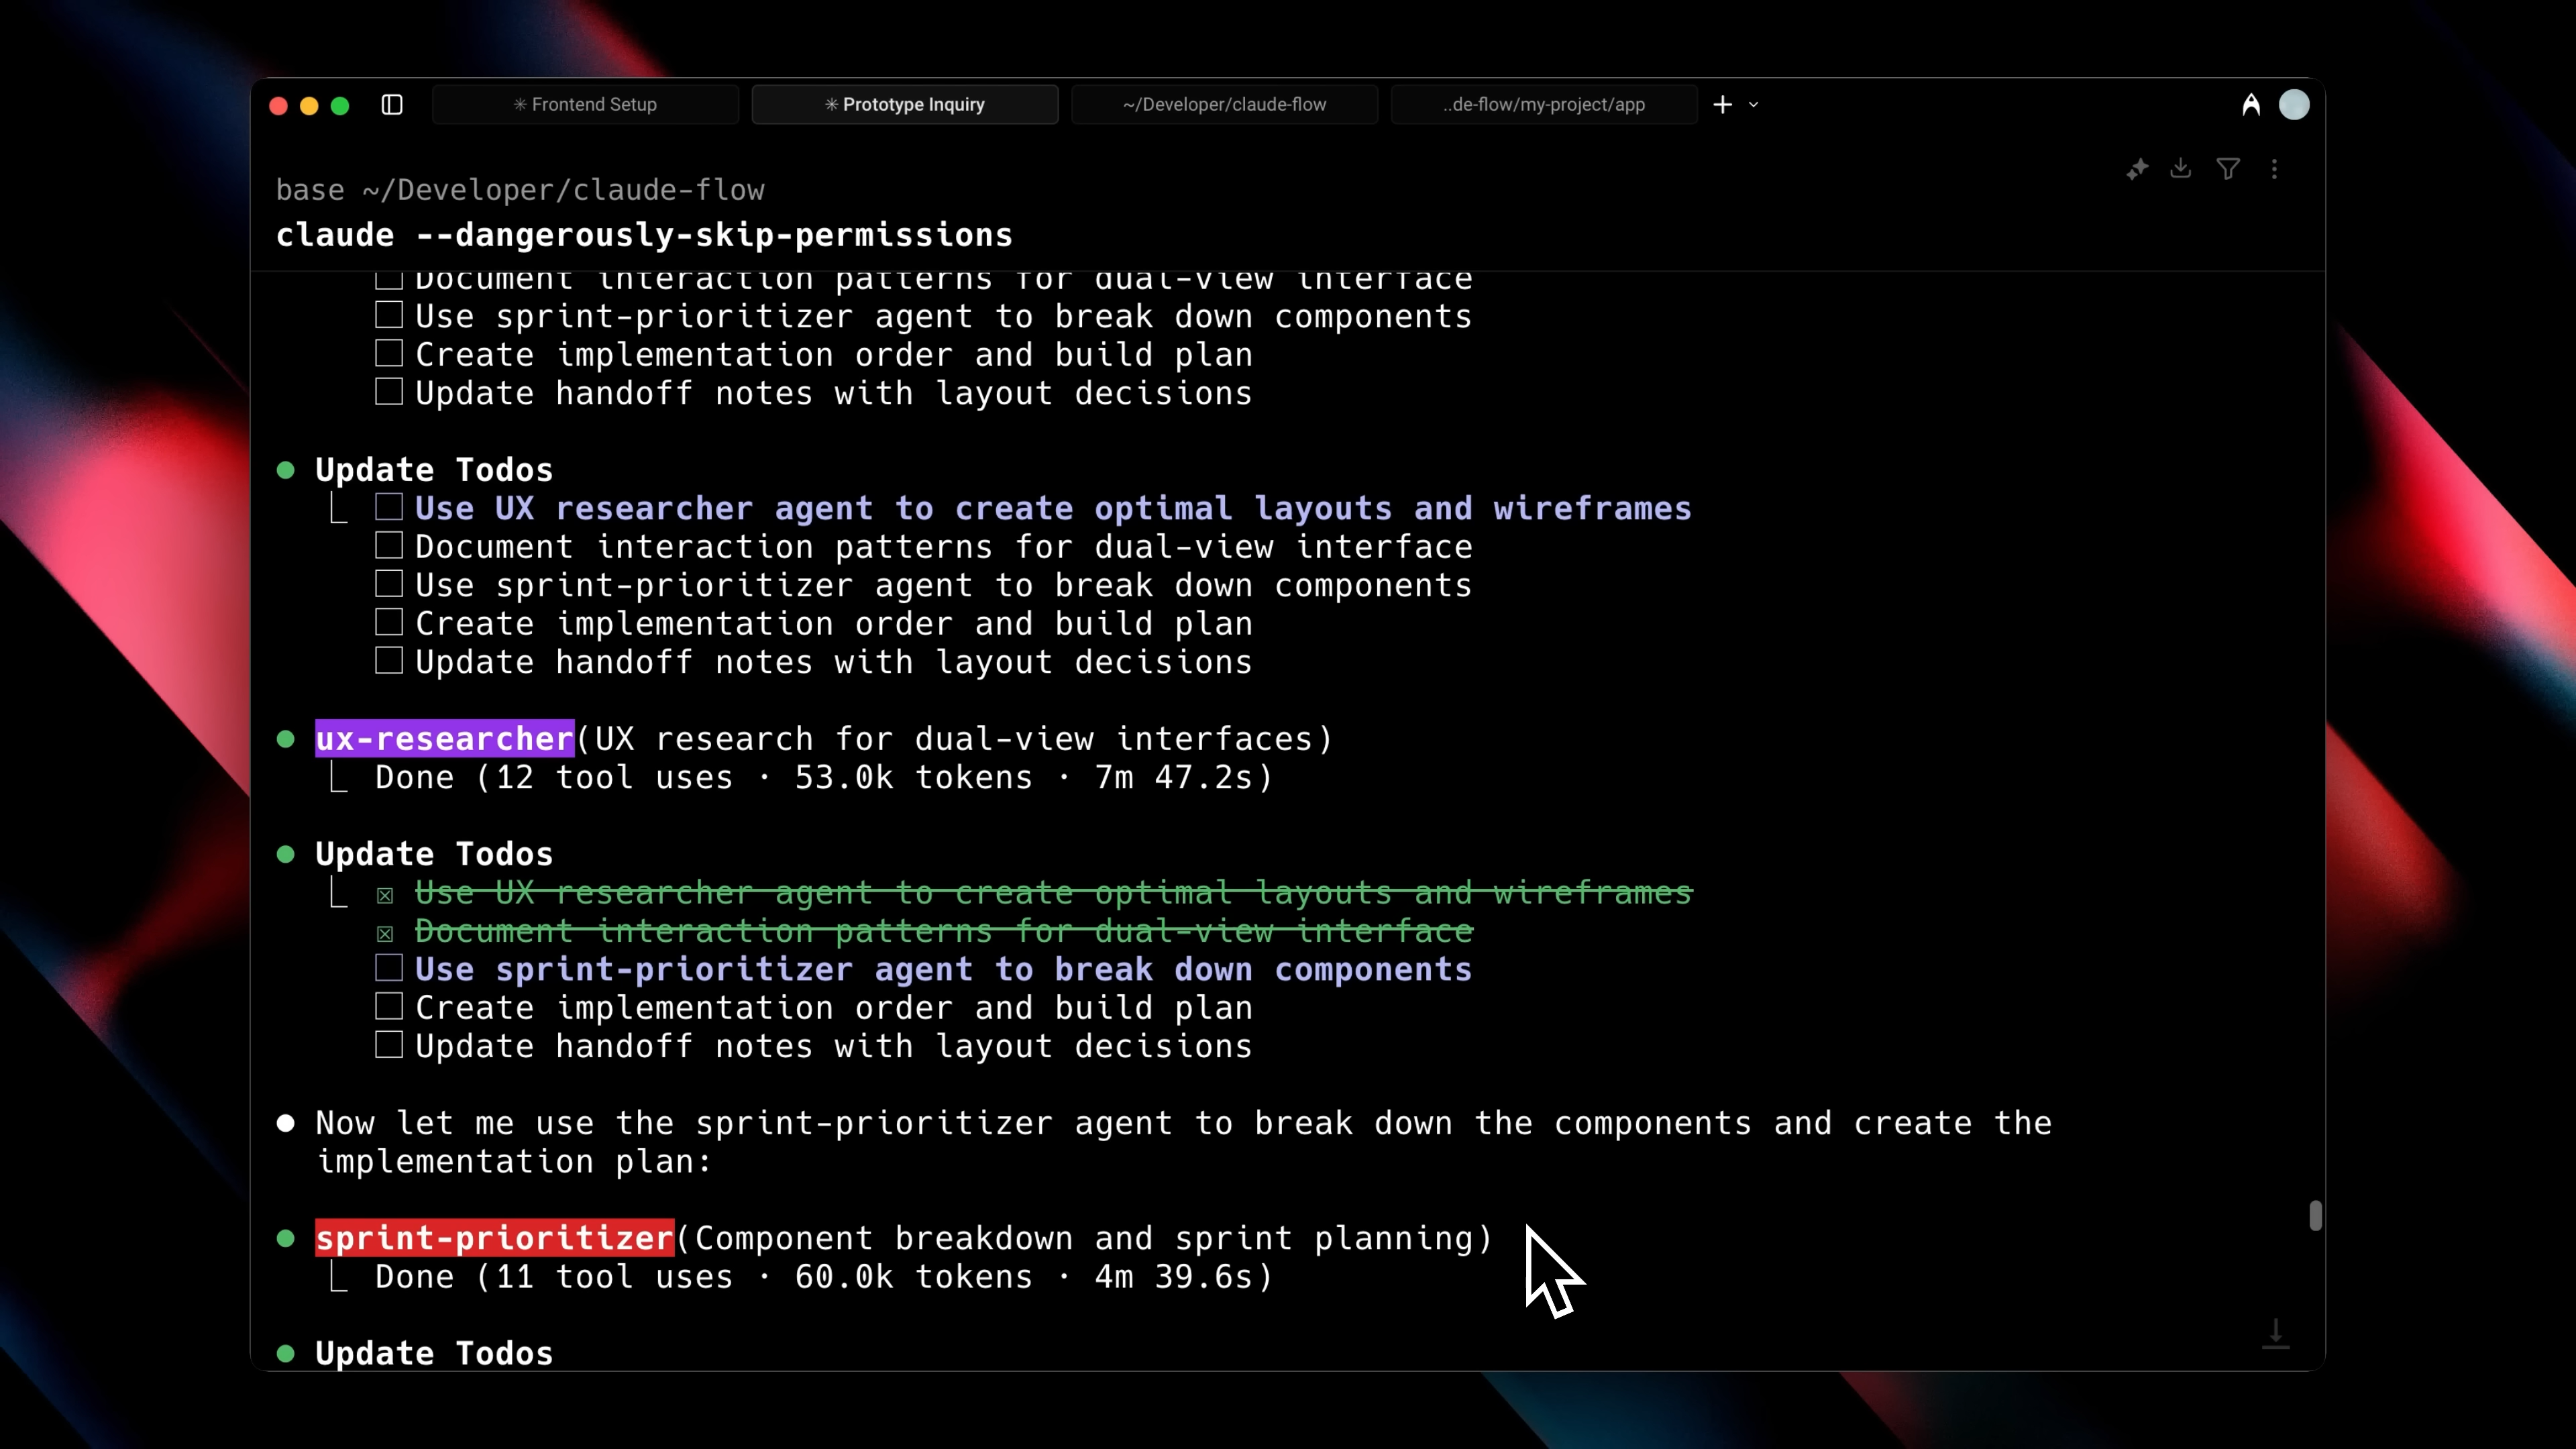 ✳ Frontend Setup
✳ Prototype Inquiry
~/Developer/claude-flow
..de-flow/my-project/app
base ~/Developer/claude-flow
claude --dangerously-skip-permissions
☐ Document interaction patterns for dual-view interface
☐ Use sprint-prioritizer agent to break down components
☐ Create implementation order and build plan
☐ Update handoff notes with layout decisions
● Update Todos
⎿ ☐ Use UX researcher agent to create optimal layouts and wireframes
☐ Document interaction patterns for dual-view interface
☐ Use sprint-prioritizer agent to break down components
☐ Create implementation order and build plan
☐ Update handoff notes with layout decisions
● ux-researcher(UX research for dual-view interfaces)
⎿ Done (12 tool uses · 53.0k tokens · 7m 47.2s)
● Update Todos
⎿ ☒ Use UX researcher agent to create optimal layouts and wireframes
☒ Document interaction patterns for dual-view interface
☐ Use sprint-prioritizer agent to break down components
☐ Create implementation order and build plan
☐ Update handoff notes with layout decisions
● Now let me use the sprint-prioritizer agent to break down the components and create the
implementation plan:
● sprint-prioritizer(Component breakdown and sprint planning)
⎿ Done (11 tool uses · 60.0k tokens · 4m 39.6s)
● Update Todos